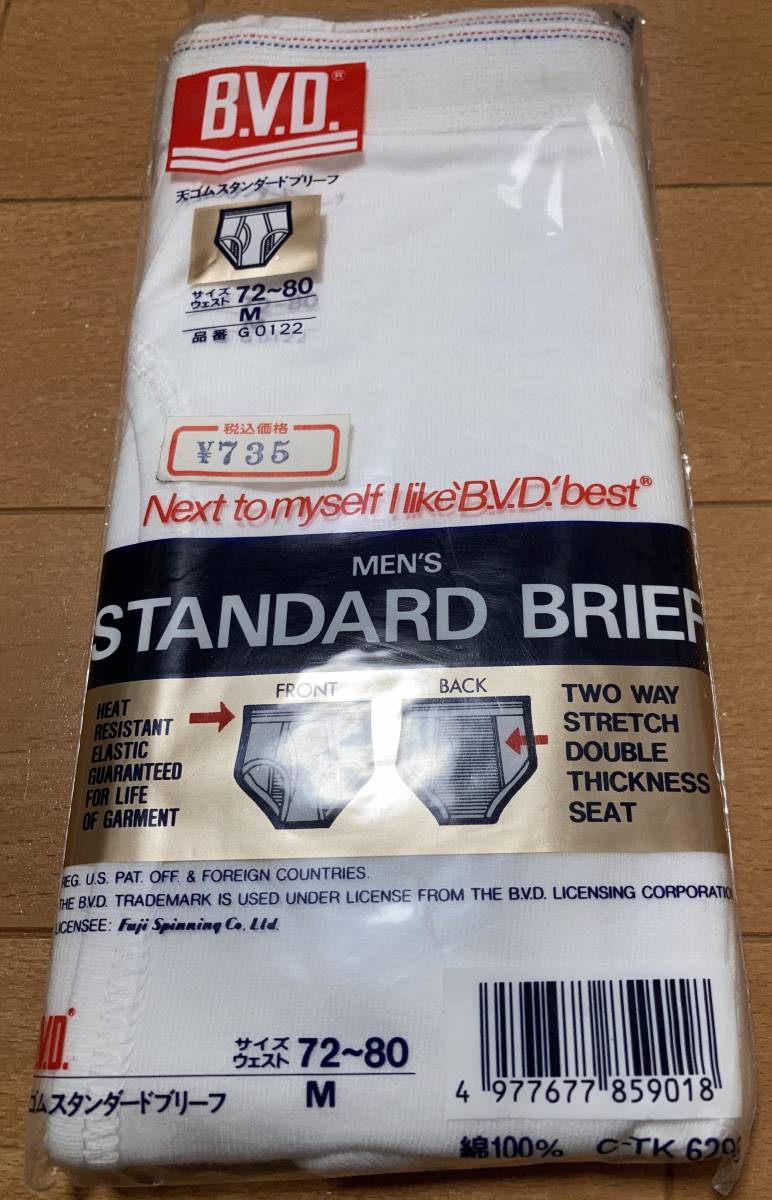 B.V.D.®
天ゴムスタンダードブリーフ
サイズ
ウェスト 72~80
M
品番 G0122
税込価格
¥735
Next to myself I like 'B.V.D.' best®
MEN'S
STANDARD BRIEF
HEAT
RESISTANT
ELASTIC
GUARANTEED
FOR LIFE
OF GARMENT
FRONT
BACK
TWO WAY
STRETCH
DOUBLE
THICKNESS
SEAT
REG. U.S. PAT. OFF. & FOREIGN COUNTRIES.
THE B.V.D. TRADEMARK IS USED UNDER LICENSE FROM THE B.V.D. LICENSING CORPORATIO
LICENSEE: Fuji Spinning Co. Ltd.
V.D.®
ゴムスタンダードブリーフ
サイズ
ウェスト 72~80
M
4 977677 859018
綿100% C-TK 629